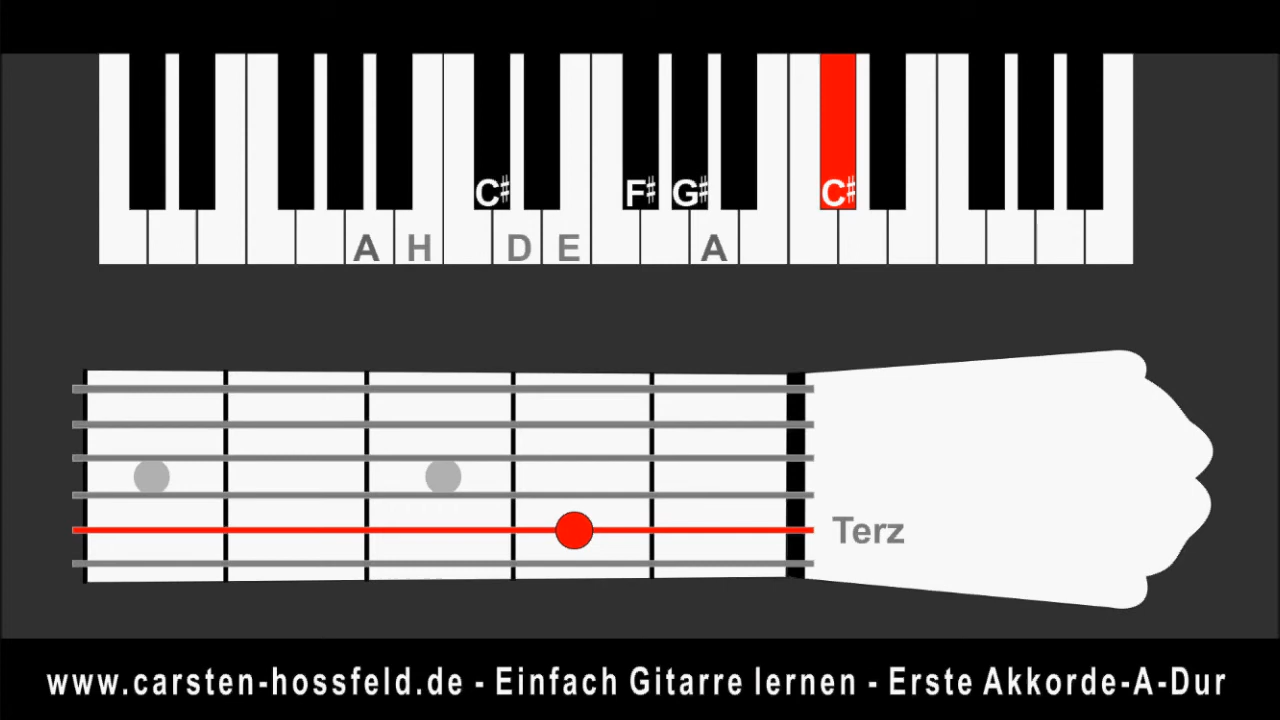 C♯ F♯ G♯ C♯
A H D E A
Terz
www.carsten-hossfeld.de - Einfach Gitarre lernen - Erste Akkorde-A-Dur